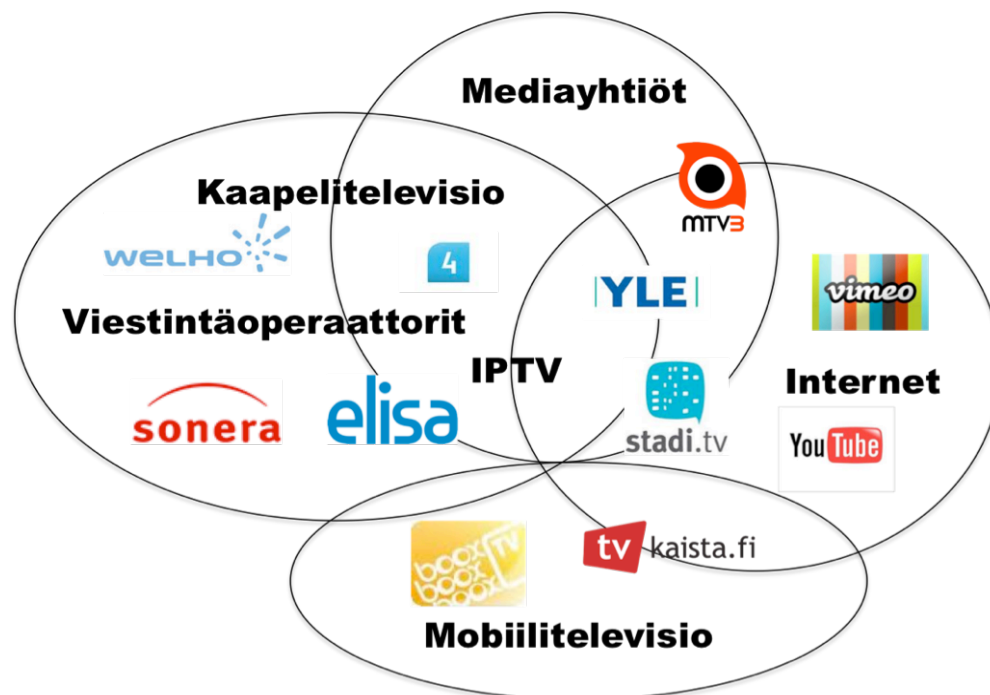 Mediayhtiöt
Kaapelitelevisio
MTV3
WELHO
4
YLE
vimeo
Viestintäoperaattorit
IPTV
Internet
sonera
elisa
stadi.tv
YouTube
boox TV
boox
boox
tv kaista.fi
Mobiilitelevisio